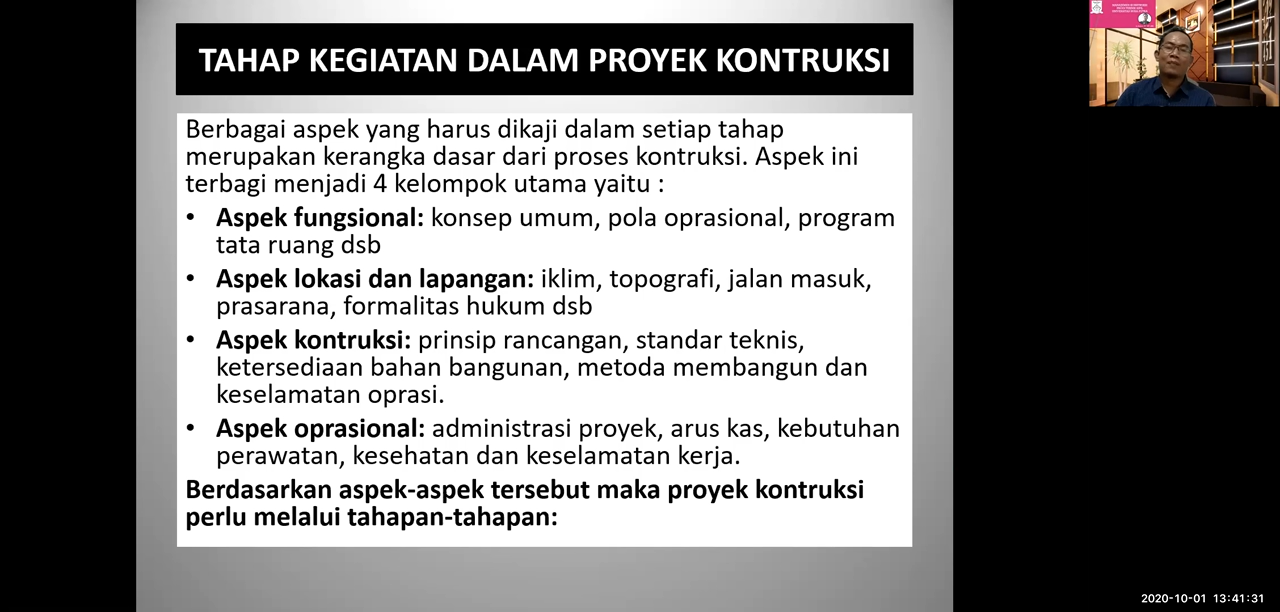 TAHAP KEGIATAN DALAM PROYEK KONTRUKSI
Berbagai aspek yang harus dikaji dalam setiap tahap
merupakan kerangka dasar dari proses kontruksi. Aspek ini
terbagi menjadi 4 kelompok utama yaitu :
• Aspek fungsional: konsep umum, pola oprasional, program
tata ruang dsb
• Aspek lokasi dan lapangan: iklim, topografi, jalan masuk,
prasarana, formalitas hukum dsb
• Aspek kontruksi: prinsip rancangan, standar teknis,
ketersediaan bahan bangunan, metoda membangun dan
keselamatan oprasi.
• Aspek oprasional: administrasi proyek, arus kas, kebutuhan
perawatan, kesehatan dan keselamatan kerja.
Berdasarkan aspek-aspek tersebut maka proyek kontruksi
perlu melalui tahapan-tahapan:
2020-10-01 13:41:31